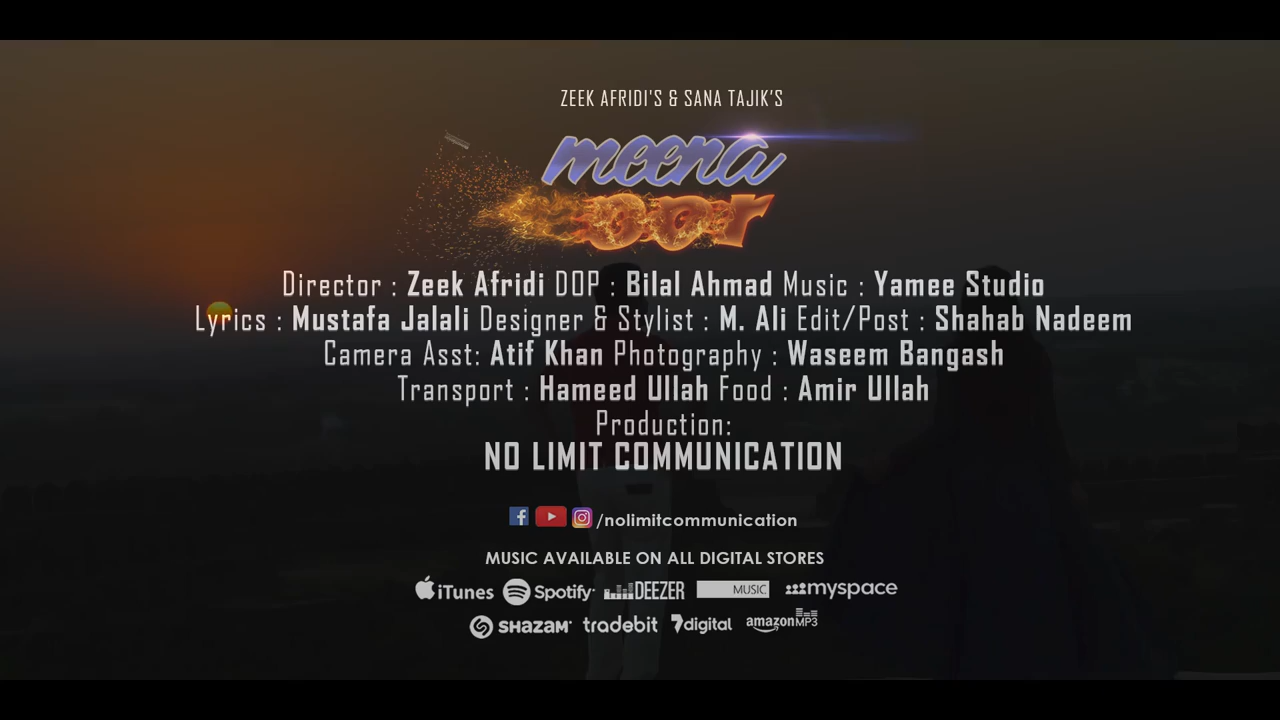 ZEEK AFRIDI'S & SANA TAJIK'S
meena
oor
Director : Zeek Afridi DOP : Bilal Ahmad Music : Yamee Studio
Lyrics : Mustafa Jalali Designer & Stylist : M. Ali Edit/Post : Shahab Nadeem
Camera Asst: Atif Khan Photography : Waseem Bangash
Transport : Hameed Ullah Food : Amir Ullah
Production:
NO LIMIT COMMUNICATION
/nolimitcommunication
MUSIC AVAILABLE ON ALL DIGITAL STORES
iTunes Spotify DEEZER MUSIC myspace
SHAZAM tradebit 7digital amazonMP3